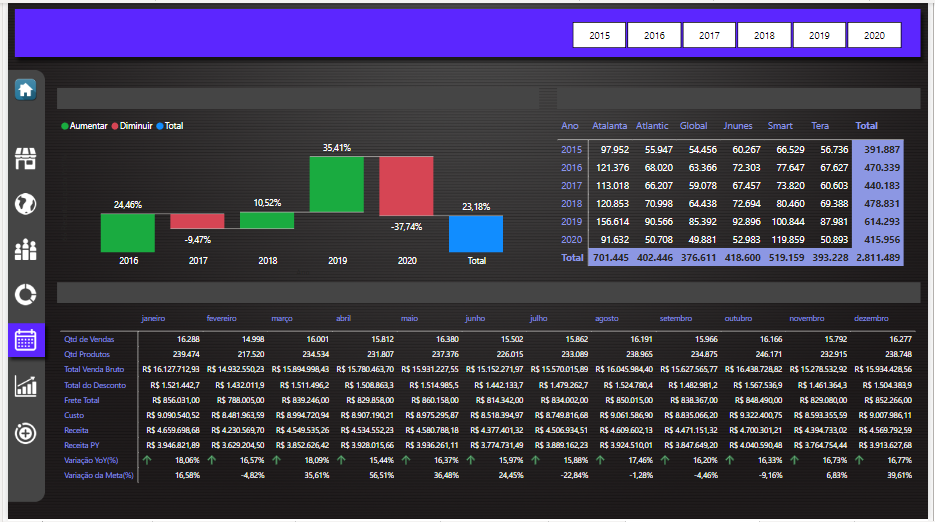 2015 2016 2017 2018 2019 2020
Aumentar Diminuir Total
24,46% -9,47% 10,52% 35,41% -37,74% 23,18%
2016 2017 2018 2019 2020 Total
Ano Atalanta Atlantic Global Jnunes Smart Tera Total
2015 97.952 55.947 54.456 60.267 66.529 56.736 391.887
2016 121.376 68.020 63.366 72.303 77.647 67.627 470.339
2017 113.018 66.207 59.078 67.457 73.820 60.603 440.183
2018 120.853 70.998 64.438 72.694 80.460 69.388 478.831
2019 156.614 90.566 85.392 92.896 100.844 87.981 614.293
2020 91.632 50.708 49.881 52.983 119.859 50.893 415.956
Total 701.445 402.446 376.611 418.600 519.159 393.228 2.811.489
janeiro fevereiro março abril maio junho julho agosto setembro outubro novembro dezembro
Qtd de Vendas 16.288 14.998 16.001 15.812 16.380 15.502 15.862 16.191 15.966 16.166 15.792 16.277
Qtd Produtos 239.474 217.520 234.534 231.807 237.376 226.015 233.089 238.965 234.875 246.171 232.915 238.748
Total Venda Bruto R$ 16.127.712,93 R$ 14.932.550,23 R$ 15.894.998,43 R$ 15.780.463,70 R$ 15.931.227,55 R$ 15.152.271,97 R$ 15.570.015,89 R$ 16.045.984,40 R$ 15.627.565,77 R$ 16.438.728,82 R$ 15.278.532,92 R$ 15.934.428,56
Total do Desconto R$ 1.521.442,7 R$ 1.432.011,9 R$ 1.511.496,2 R$ 1.508.863,3 R$ 1.514.985,5 R$ 1.442.133,7 R$ 1.479.262,7 R$ 1.524.780,4 R$ 1.482.981,2 R$ 1.567.536,9 R$ 1.461.364,3 R$ 1.504.383,9
Frete Total R$ 856.031,00 R$ 788.005,00 R$ 839.246,00 R$ 829.858,00 R$ 860.158,00 R$ 814.342,00 R$ 834.002,00 R$ 850.015,00 R$ 838.367,00 R$ 848.490,00 R$ 829.080,00 R$ 852.266,00
Custo R$ 9.090.540,52 R$ 8.481.963,59 R$ 8.994.720,94 R$ 8.907.190,21 R$ 8.975.295,87 R$ 8.518.394,97 R$ 8.749.816,68 R$ 9.061.586,90 R$ 8.835.066,20 R$ 9.322.400,75 R$ 8.593.355,59 R$ 9.007.986,11
Receita R$ 4.659.698,68 R$ 4.230.569,70 R$ 4.549.535,26 R$ 4.534.552,23 R$ 4.580.788,18 R$ 4.377.401,32 R$ 4.506.934,51 R$ 4.609.602,13 R$ 4.471.151,32 R$ 4.700.301,21 R$ 4.394.733,02 R$ 4.569.792,59
Receita PY R$ 3.946.821,89 R$ 3.629.204,50 R$ 3.852.626,42 R$ 3.928.015,66 R$ 3.936.261,11 R$ 3.774.731,49 R$ 3.889.162,23 R$ 3.924.510,01 R$ 3.847.649,20 R$ 4.040.590,48 R$ 3.764.754,44 R$ 3.913.627,68
Variação YoY(%) 18,06% 16,57% 18,09% 15,44% 16,37% 15,97% 15,88% 17,46% 16,20% 16,33% 16,73% 16,77%
Variação da Meta(%) 16,58% -4,82% 35,61% 56,51% 36,48% 24,45% -22,84% -1,28% -4,46% -9,16% 6,83% 39,61%